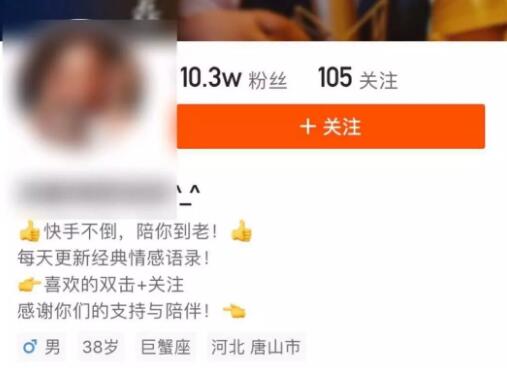 10.3w 粉丝 105 关注
+ 关注
^_^
👍快手不倒，陪你到老！👍
每天更新经典情感语录！
👉喜欢的双击+关注
感谢你们的支持与陪伴！👈
♂ 男 38岁 巨蟹座 河北 唐山市